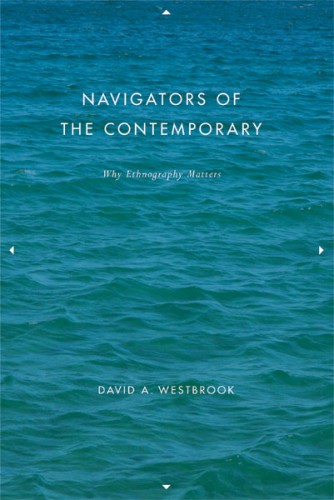 NAVIGATORS OF
THE CONTEMPORARY
Why Ethnography Matters
DAVID A. WESTBROOK